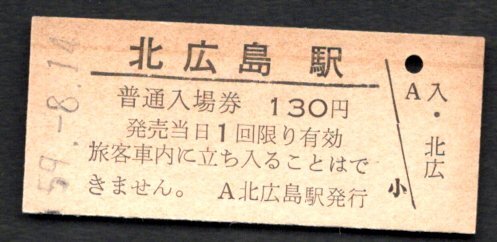 北広島駅
普通入場券 130円
発売当日1回限り有効
旅客車内に立ち入ることはで
きません。 A北広島駅発行
59.-8.14
A
入・北広
小